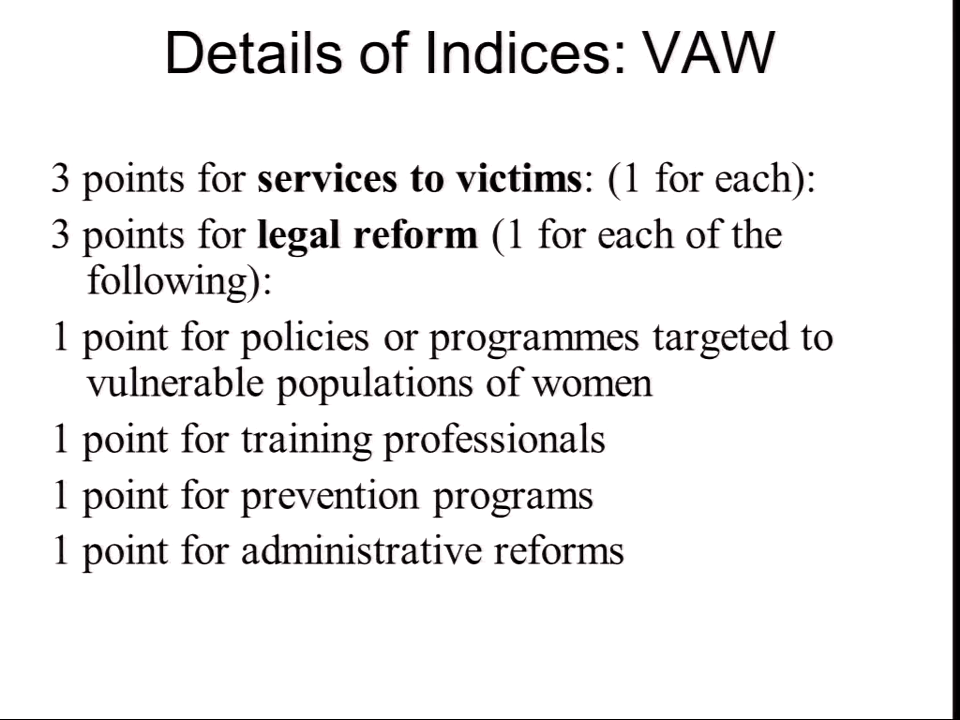 Details of Indices: VAW
3 points for services to victims: (1 for each):
3 points for legal reform (1 for each of the
following):
1 point for policies or programmes targeted to
vulnerable populations of women
1 point for training professionals
1 point for prevention programs
1 point for administrative reforms